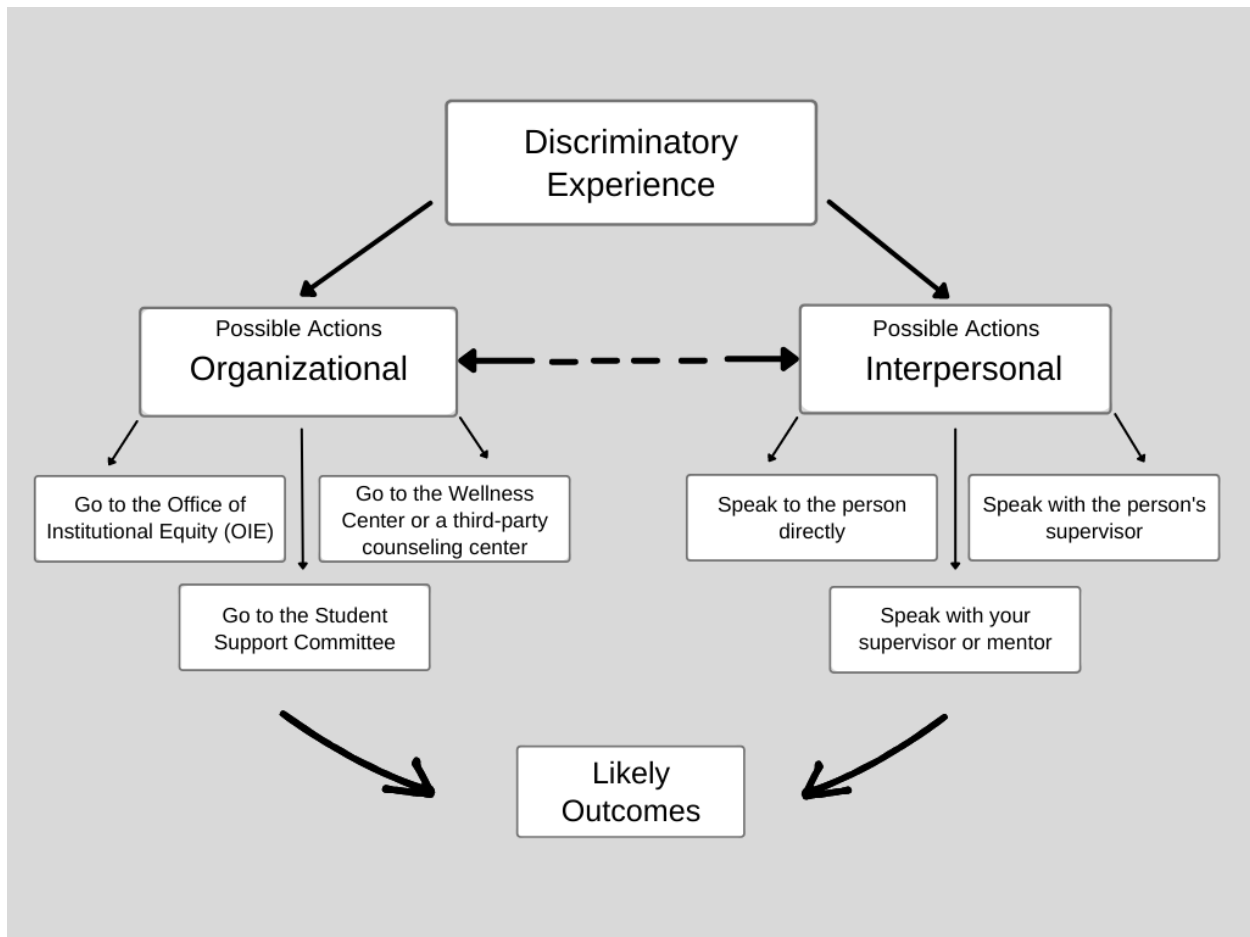 Discriminatory
Experience
Possible Actions
Organizational
Possible Actions
Interpersonal
Go to the Office of
Institutional Equity (OIE)
Go to the Wellness
Center or a third-party
counseling center
Go to the Student
Support Committee
Speak to the person
directly
Speak with the person's
supervisor
Speak with your
supervisor or mentor
Likely
Outcomes